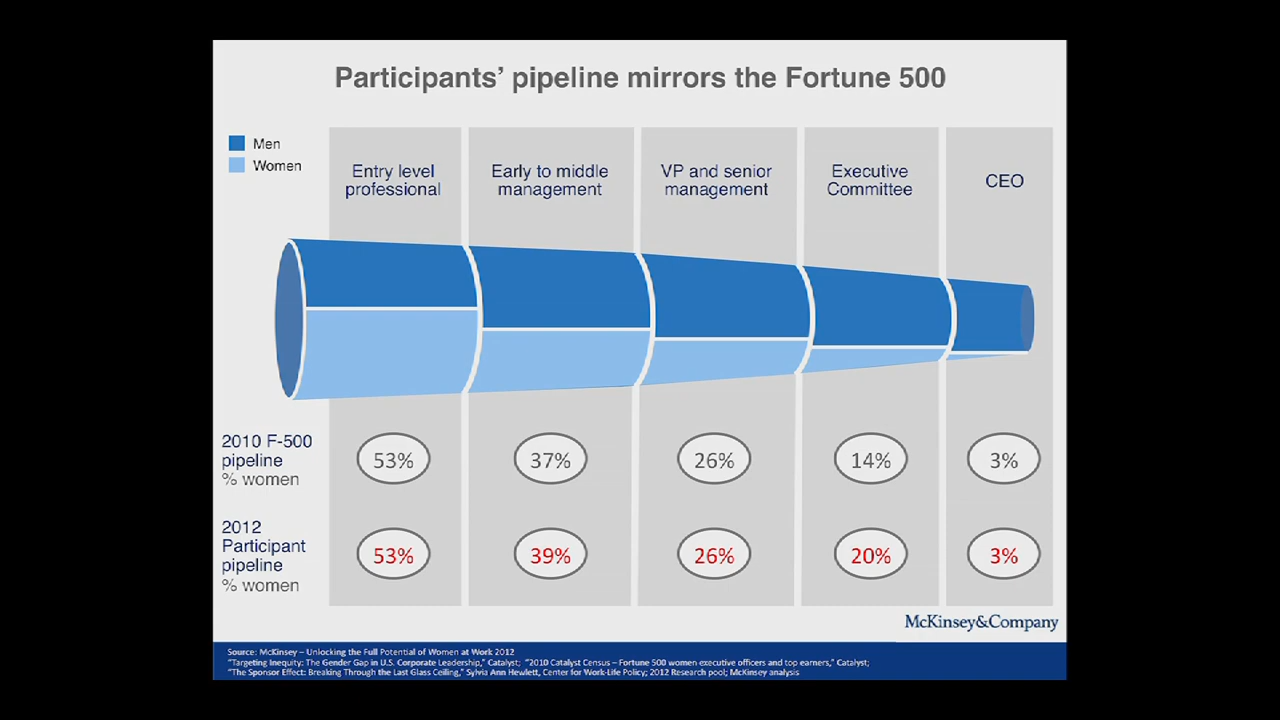 Participants’ pipeline mirrors the Fortune 500
Men
Women
Entry level
professional
Early to middle
management
VP and senior
management
Executive
Committee
CEO
2010 F-500
pipeline
% women
53%
37%
26%
14%
3%
2012
Participant
pipeline
% women
53%
39%
26%
20%
3%
McKinsey&Company
Source: McKinsey – Unlocking the Full Potential of Women at Work 2012
“Targeting Inequity: The Gender Gap in U.S. Corporate Leadership,” Catalyst; “2010 Catalyst Census – Fortune 500 women executive officers and top earners,” Catalyst;
“The Sponsor Effect: Breaking Through the Last Glass Ceiling,” Sylvia Ann Hewlett, Center for Work-Life Policy; 2012 Research pool; McKinsey analysis